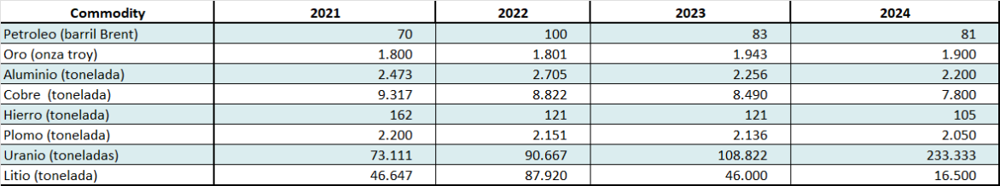 Commodity 2021 2022 2023 2024
Petroleo (barril Brent) 70 100 83 81
Oro (onza troy) 1.800 1.801 1.943 1.900
Aluminio (tonelada) 2.473 2.705 2.256 2.200
Cobre (tonelada) 9.317 8.822 8.490 7.800
Hierro (tonelada) 162 121 121 105
Plomo (tonelada) 2.200 2.151 2.136 2.050
Uranio (toneladas) 73.111 90.667 108.822 233.333
Litio (tonelada) 46.647 87.920 46.000 16.500